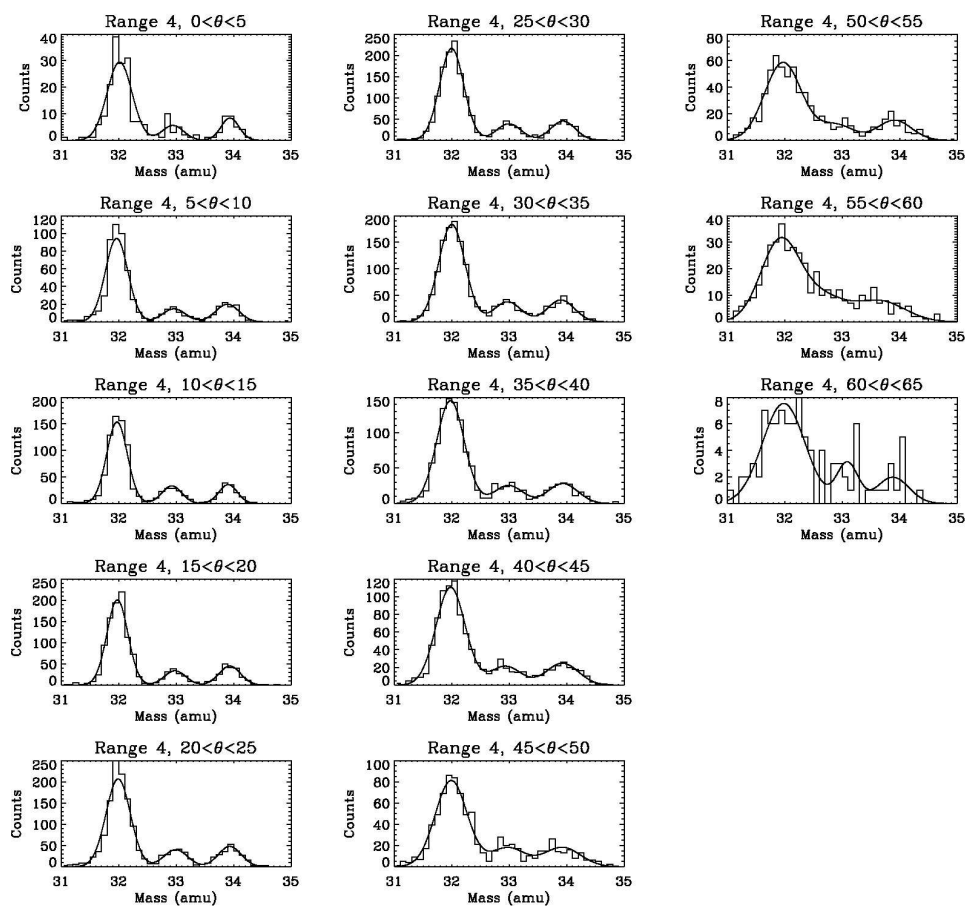 Range 4, 0<θ<5
Counts
40
30
20
10
0
31 32 33 34 35
Mass (amu)
Range 4, 5<θ<10
Counts
120
100
80
60
40
20
0
31 32 33 34 35
Mass (amu)
Range 4, 10<θ<15
Counts
200
150
100
50
0
31 32 33 34 35
Mass (amu)
Range 4, 15<θ<20
Counts
250
200
150
100
50
0
31 32 33 34 35
Mass (amu)
Range 4, 20<θ<25
Counts
250
200
150
100
50
0
31 32 33 34 35
Mass (amu)
Range 4, 25<θ<30
Counts
250
200
150
100
50
0
31 32 33 34 35
Mass (amu)
Range 4, 30<θ<35
Counts
200
150
100
50
0
31 32 33 34 35
Mass (amu)
Range 4, 35<θ<40
Counts
150
100
50
0
31 32 33 34 35
Mass (amu)
Range 4, 40<θ<45
Counts
120
100
80
60
40
20
0
31 32 33 34 35
Mass (amu)
Range 4, 45<θ<50
Counts
100
80
60
40
20
0
31 32 33 34 35
Mass (amu)
Range 4, 50<θ<55
Counts
80
60
40
20
0
31 32 33 34 35
Mass (amu)
Range 4, 55<θ<60
Counts
40
30
20
10
0
31 32 33 34 35
Mass (amu)
Range 4, 60<θ<65
Counts
8
6
4
2
0
31 32 33 34 35
Mass (amu)